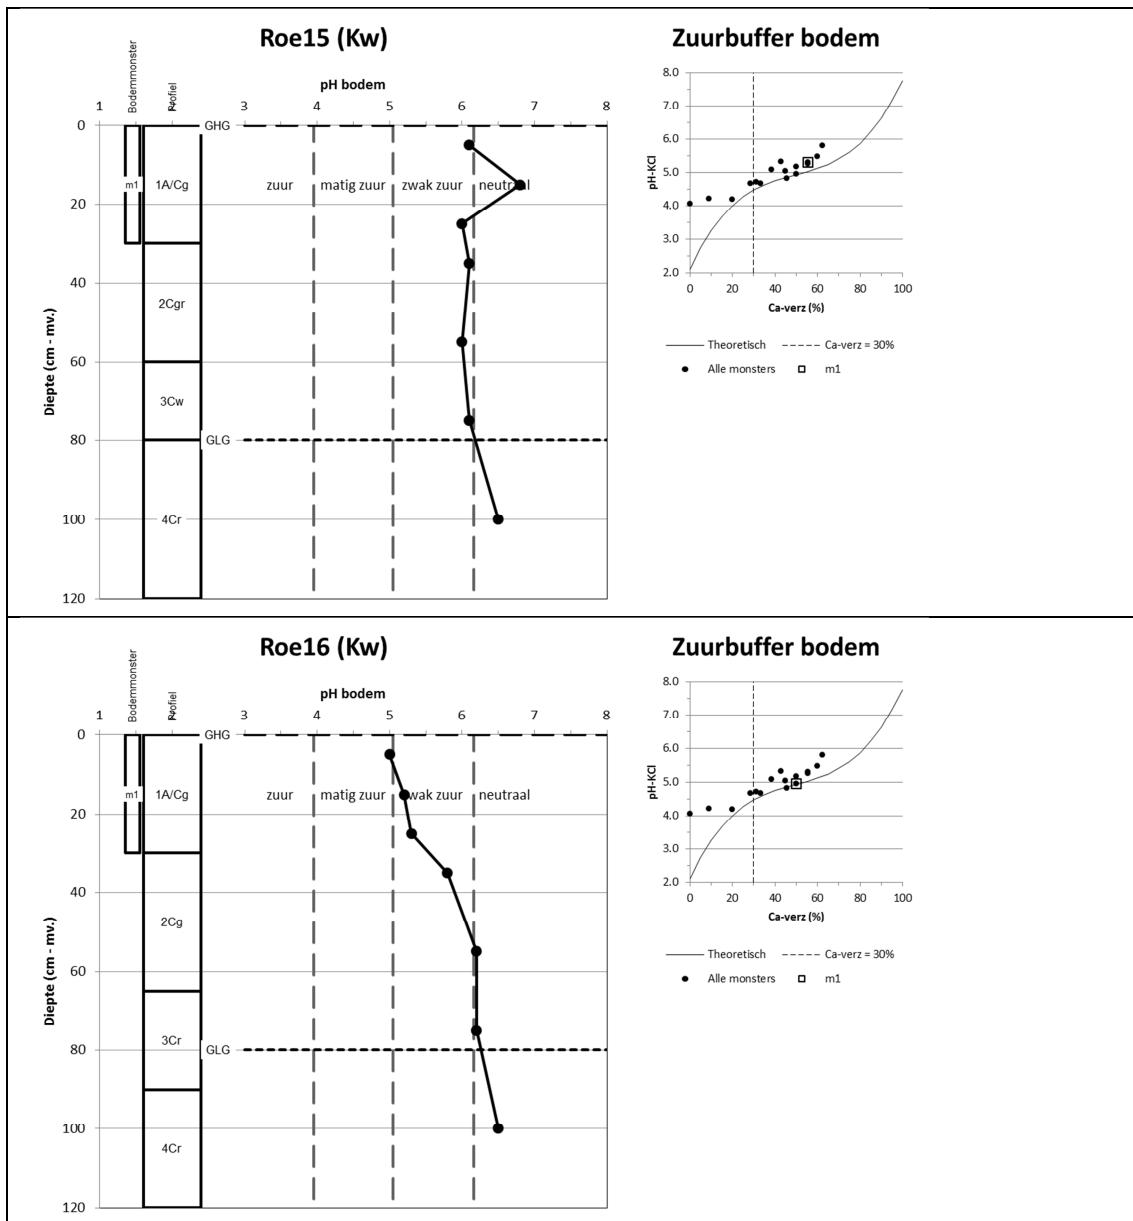 Roe15 (Kw)
Zuurbuffer bodem
Bodemmonster
Profiel
pH bodem
1 2 3 4 5 6 7 8
0
20
40
60
80
100
120
Diepte (cm - mv.)
GHG
m1
1A/Cg
zuur
matig zuur
zwak zuur
neutraal
2Cgr
3Cw
GLG
4Cr
8.0
7.0
6.0
5.0
4.0
3.0
2.0
pH-KCl
0 20 40 60 80 100
Ca-verz (%)
Theoretisch
Ca-verz = 30%
Alle monsters
m1
Roe16 (Kw)
Zuurbuffer bodem
Bodemmonster
Profiel
pH bodem
1 2 3 4 5 6 7 8
0
20
40
60
80
100
120
Diepte (cm - mv.)
GHG
m1
1A/Cg
zuur
matig zuur
zwak zuur
neutraal
2Cg
3Cr
GLG
4Cr
8.0
7.0
6.0
5.0
4.0
3.0
2.0
pH-KCl
0 20 40 60 80 100
Ca-verz (%)
Theoretisch
Ca-verz = 30%
Alle monsters
m1